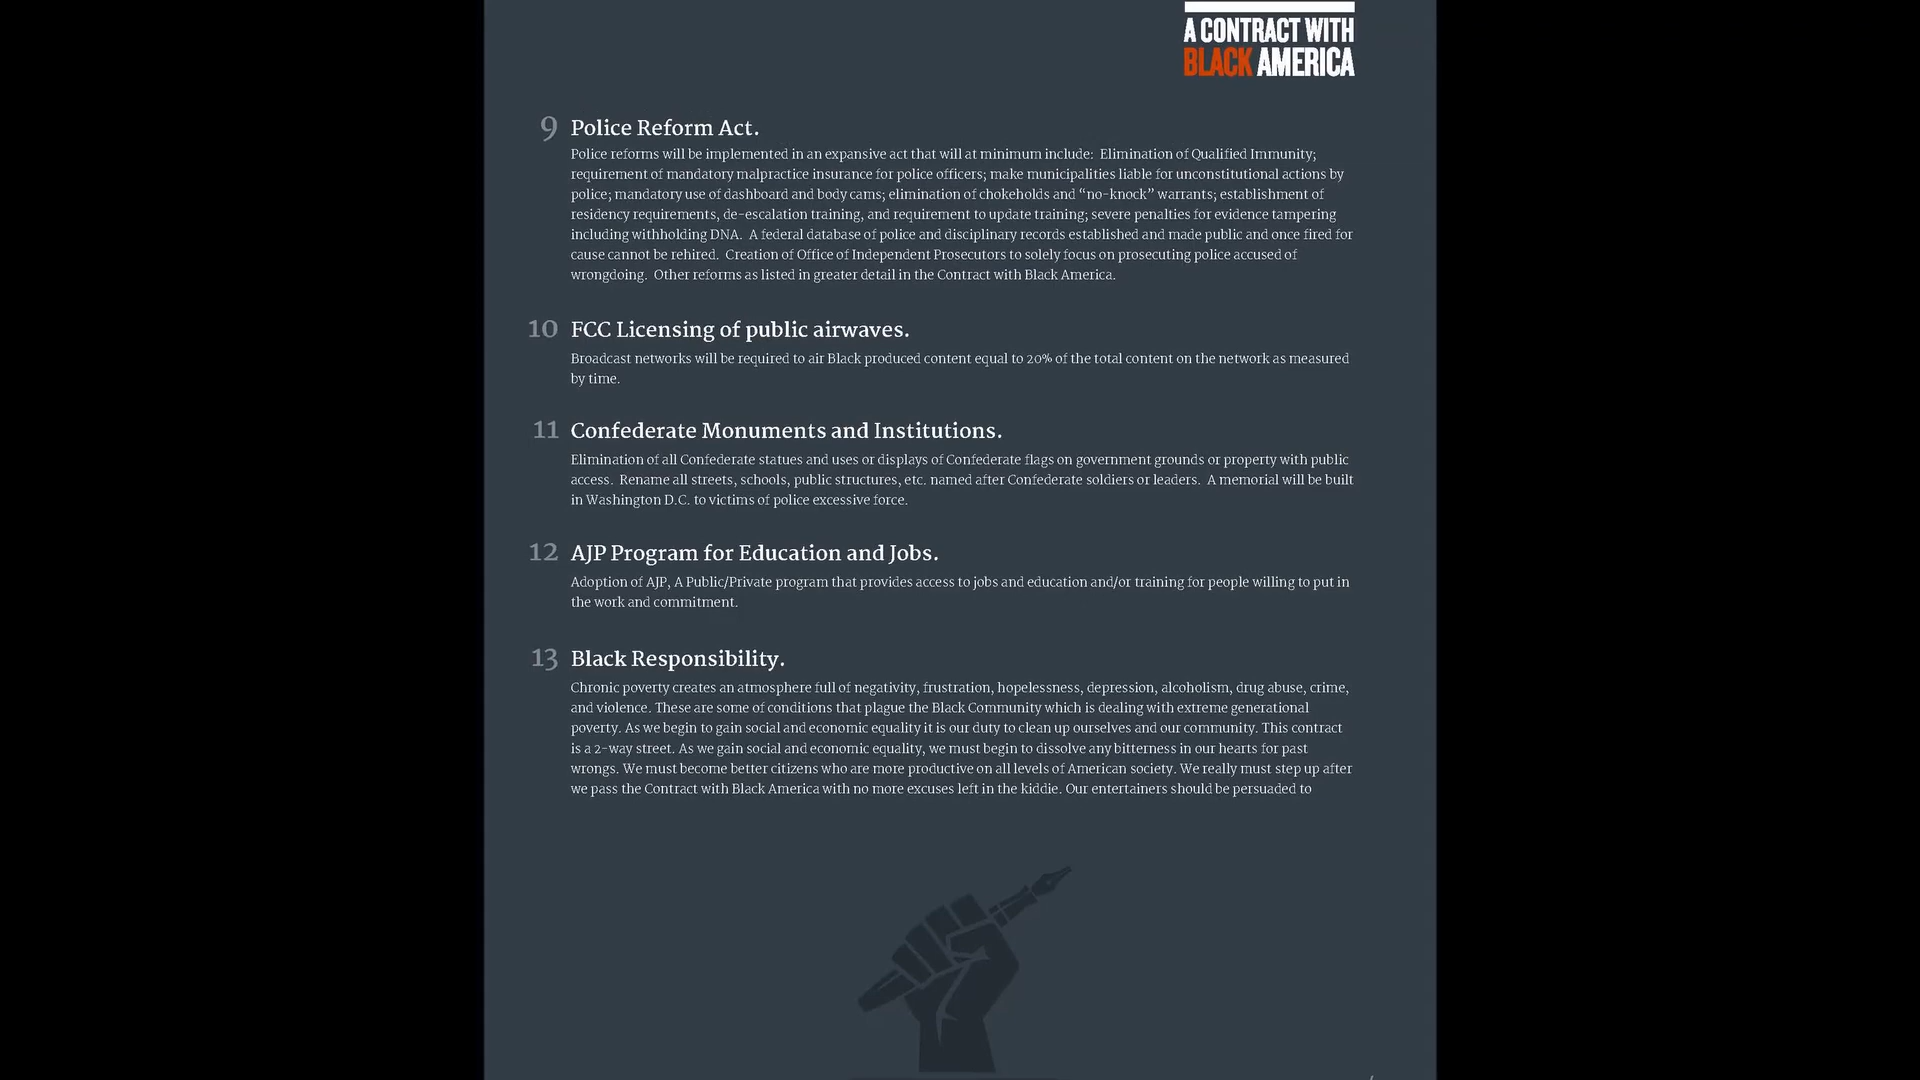 A CONTRACT WITH
BLACK AMERICA
9 Police Reform Act.
Police reforms will be implemented in an expansive act that will at minimum include:  Elimination of Qualified Immunity;
requirement of mandatory malpractice insurance for police officers; make municipalities liable for unconstitutional actions by
police; mandatory use of dashboard and body cams; elimination of chokeholds and “no-knock” warrants; establishment of
residency requirements, de-escalation training, and requirement to update training; severe penalties for evidence tampering
including withholding DNA.  A federal database of police and disciplinary records established and made public and once fired for
cause cannot be rehired.  Creation of Office of Independent Prosecutors to solely focus on prosecuting police accused of
wrongdoing.  Other reforms as listed in greater detail in the Contract with Black America.
10 FCC Licensing of public airwaves.
Broadcast networks will be required to air Black produced content equal to 20% of the total content on the network as measured
by time.
11 Confederate Monuments and Institutions.
Elimination of all Confederate statues and uses or displays of Confederate flags on government grounds or property with public
access.  Rename all streets, schools, public structures, etc. named after Confederate soldiers or leaders.  A memorial will be built
in Washington D.C. to victims of police excessive force.
12 AJP Program for Education and Jobs.
Adoption of AJP, A Public/Private program that provides access to jobs and education and/or training for people willing to put in
the work and commitment.
13 Black Responsibility.
Chronic poverty creates an atmosphere full of negativity, frustration, hopelessness, depression, alcoholism, drug abuse, crime,
and violence. These are some of conditions that plague the Black Community which is dealing with extreme generational
poverty. As we begin to gain social and economic equality it is our duty to clean up ourselves and our community. This contract
is a 2-way street. As we gain social and economic equality, we must begin to dissolve any bitterness in our hearts for past
wrongs. We must become better citizens who are more productive on all levels of American society. We really must step up after
we pass the Contract with Black America with no more excuses left in the kiddie. Our entertainers should be persuaded to